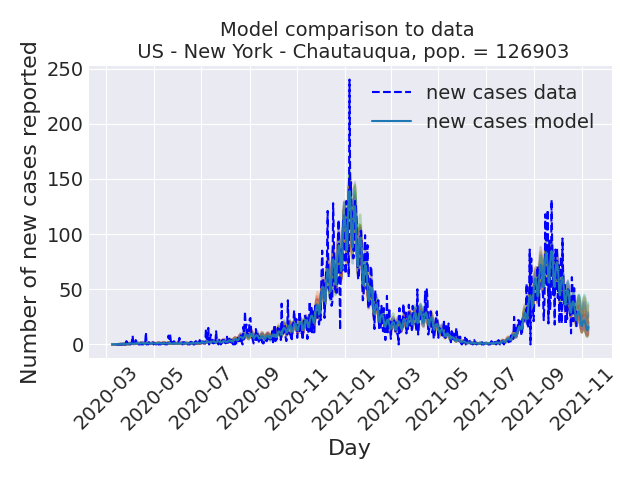 Model comparison to data
US - New York - Chautauqua, pop. = 126903
Number of new cases reported
250
200
150
100
50
0
new cases data
new cases model
2020-03
2020-05
2020-07
2020-09
2020-11
2021-01
2021-03
2021-05
2021-07
2021-09
2021-11
Day